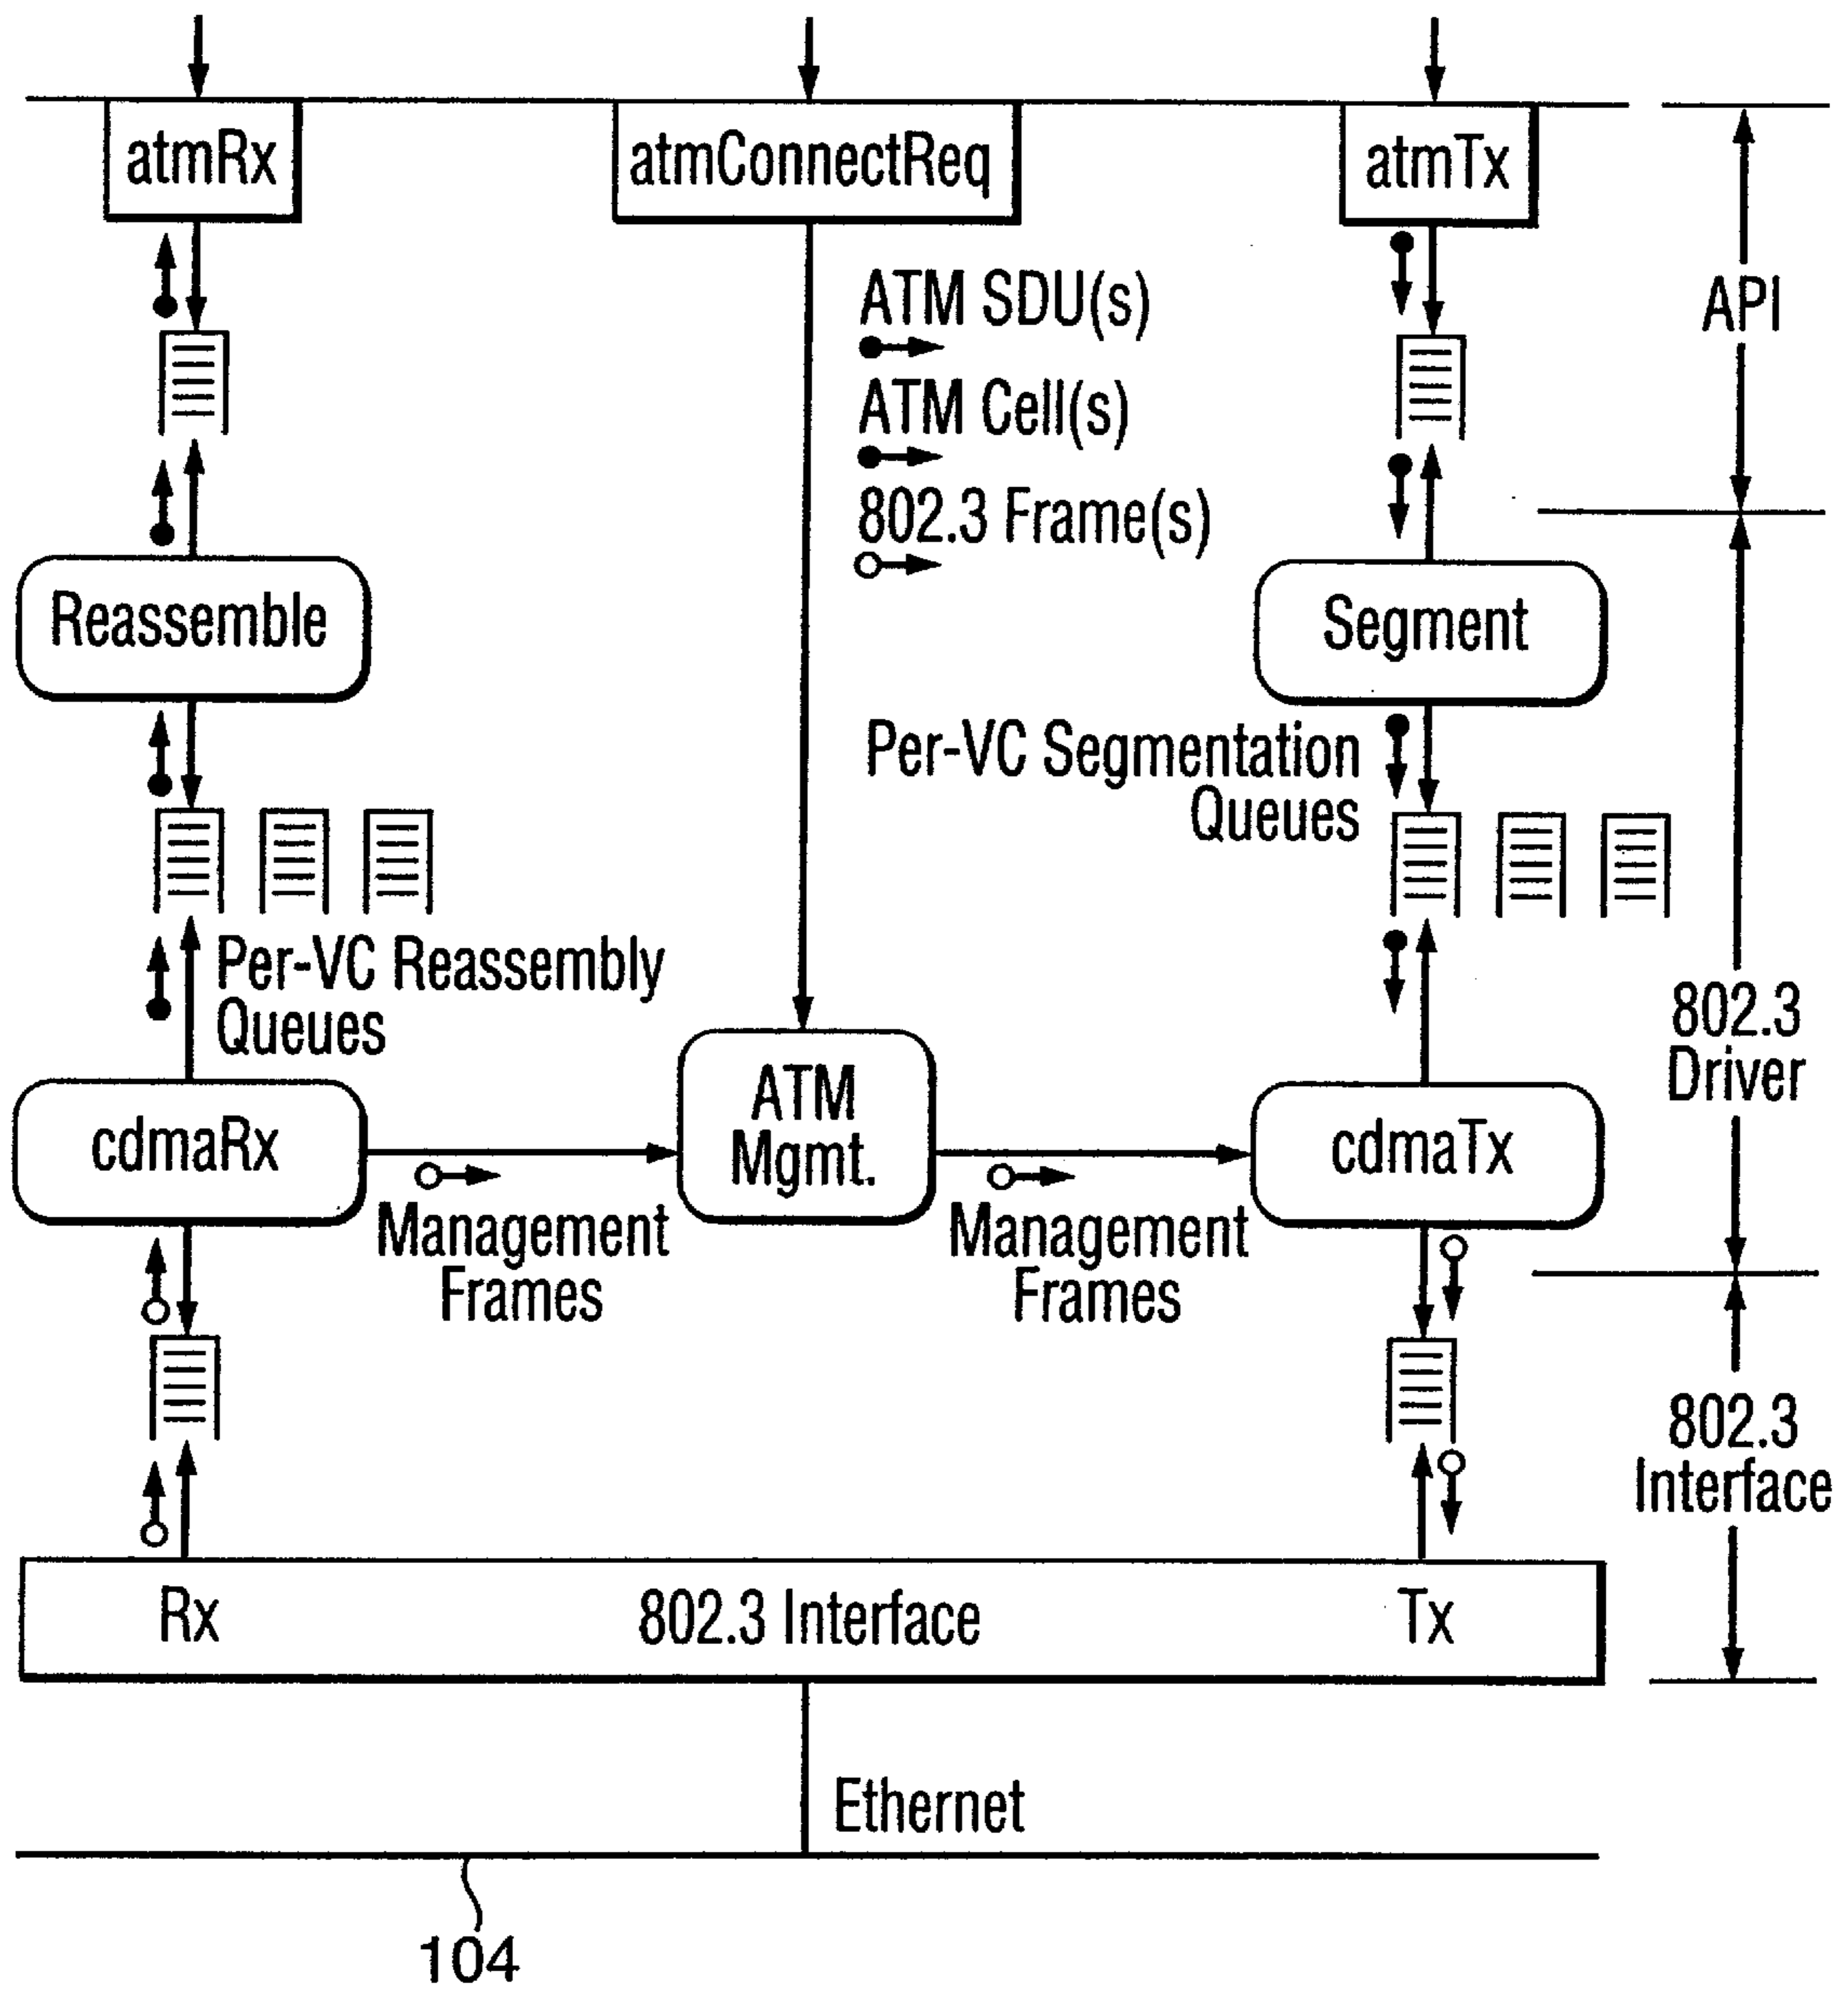 atmRx
atmConnectReq
atmTx
ATM SDU(s)
API
ATM Cell(s)
802.3 Frame(s)
Reassemble
Segment
Per-VC Segmentation
Queues
Per-VC Reassembly
Queues
802.3
Driver
cdmaRx
ATM
Mgmt.
cdmaTx
Management
Frames
Management
Frames
802.3
Interface
Rx
802.3 Interface
Tx
Ethernet
104